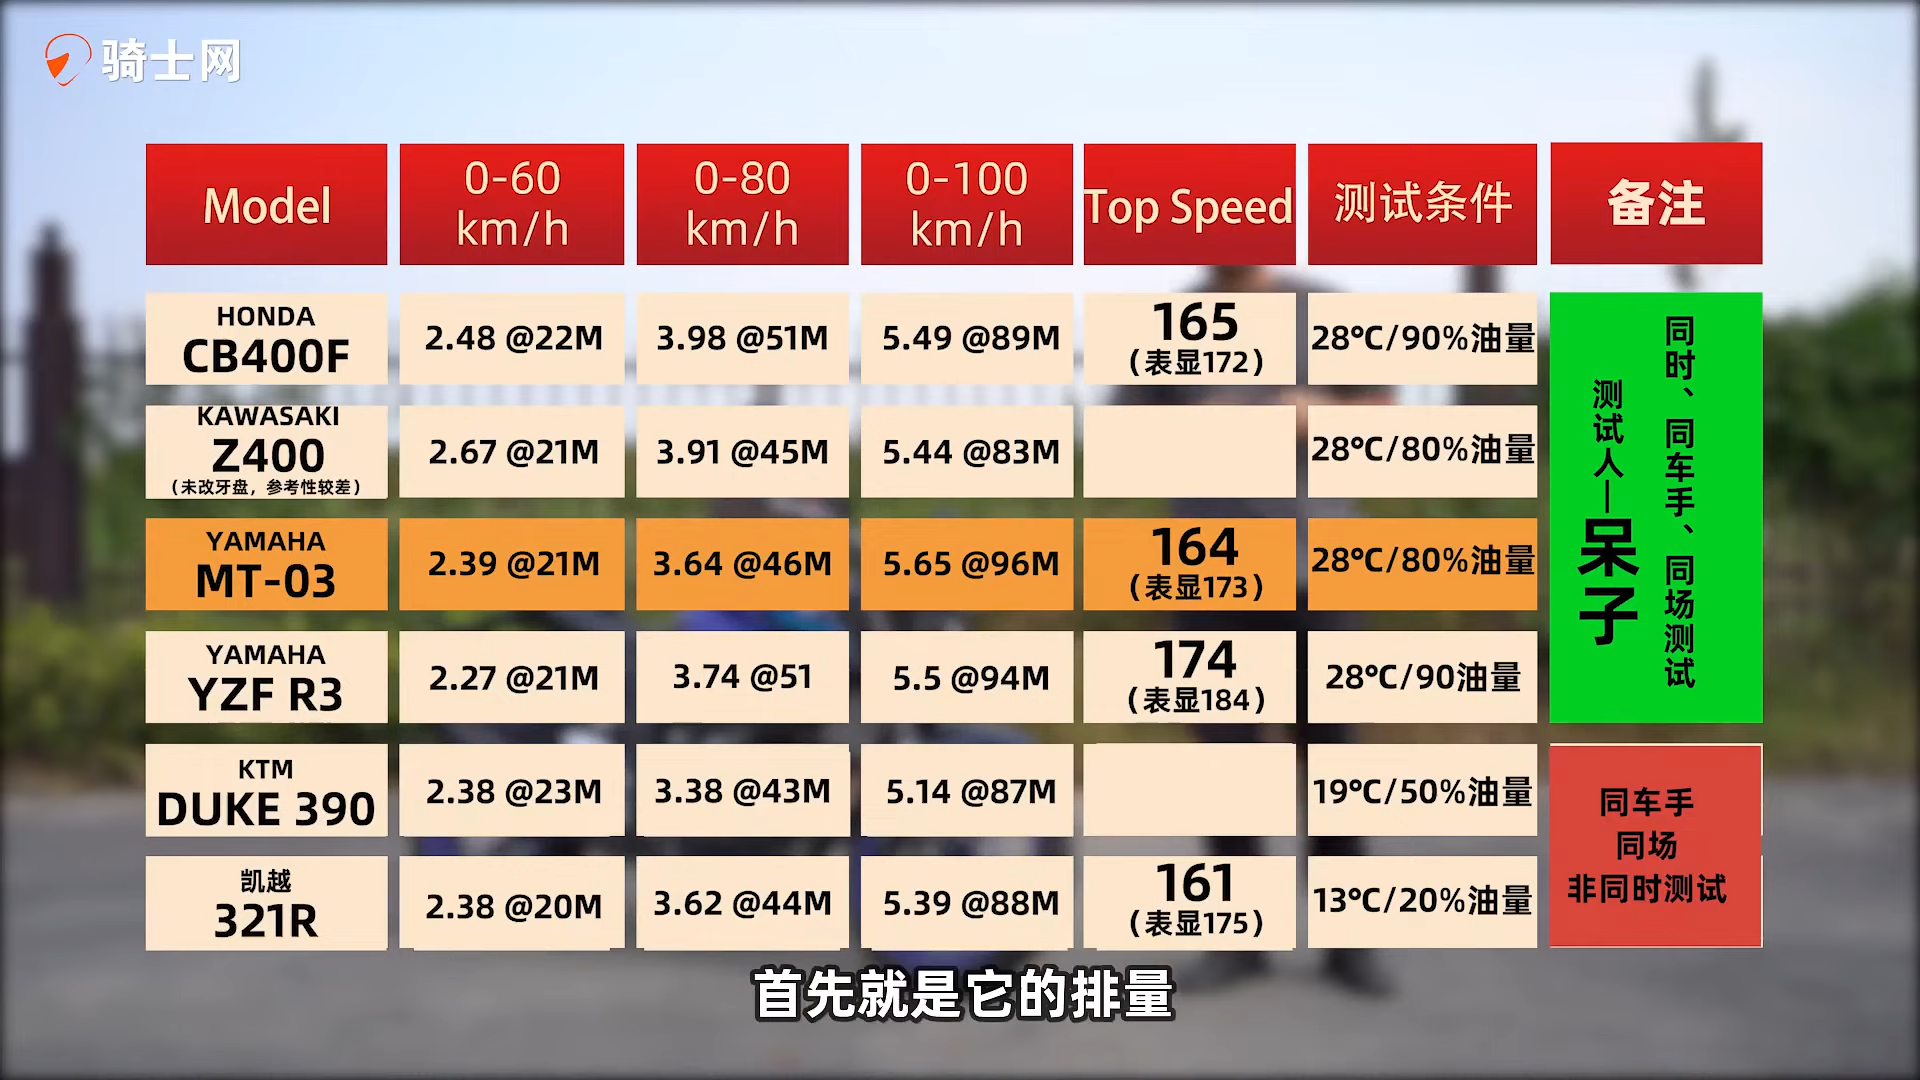 骑士网
Model
0-60
km/h
0-80
km/h
0-100
km/h
Top Speed
测试条件
备注
HONDA
CB400F
2.48 @22M
3.98 @51M
5.49 @89M
165
（表显172）
28℃/90%油量
KAWASAKI
Z400
（未改牙盘，参考性较差）
2.67 @21M
3.91 @45M
5.44 @83M
28℃/80%油量
YAMAHA
MT-03
2.39 @21M
3.64 @46M
5.65 @96M
164
（表显173）
28℃/80%油量
YAMAHA
YZF R3
2.27 @21M
3.74 @51
5.5 @94M
174
（表显184）
28℃/90油量
同时、同车手、同场测试
测试人—呆子
KTM
DUKE 390
2.38 @23M
3.38 @43M
5.14 @87M
19℃/50%油量
凯越
321R
2.38 @20M
3.62 @44M
5.39 @88M
161
（表显175）
13℃/20%油量
同车手
同场
非同时测试
首先就是它的排量